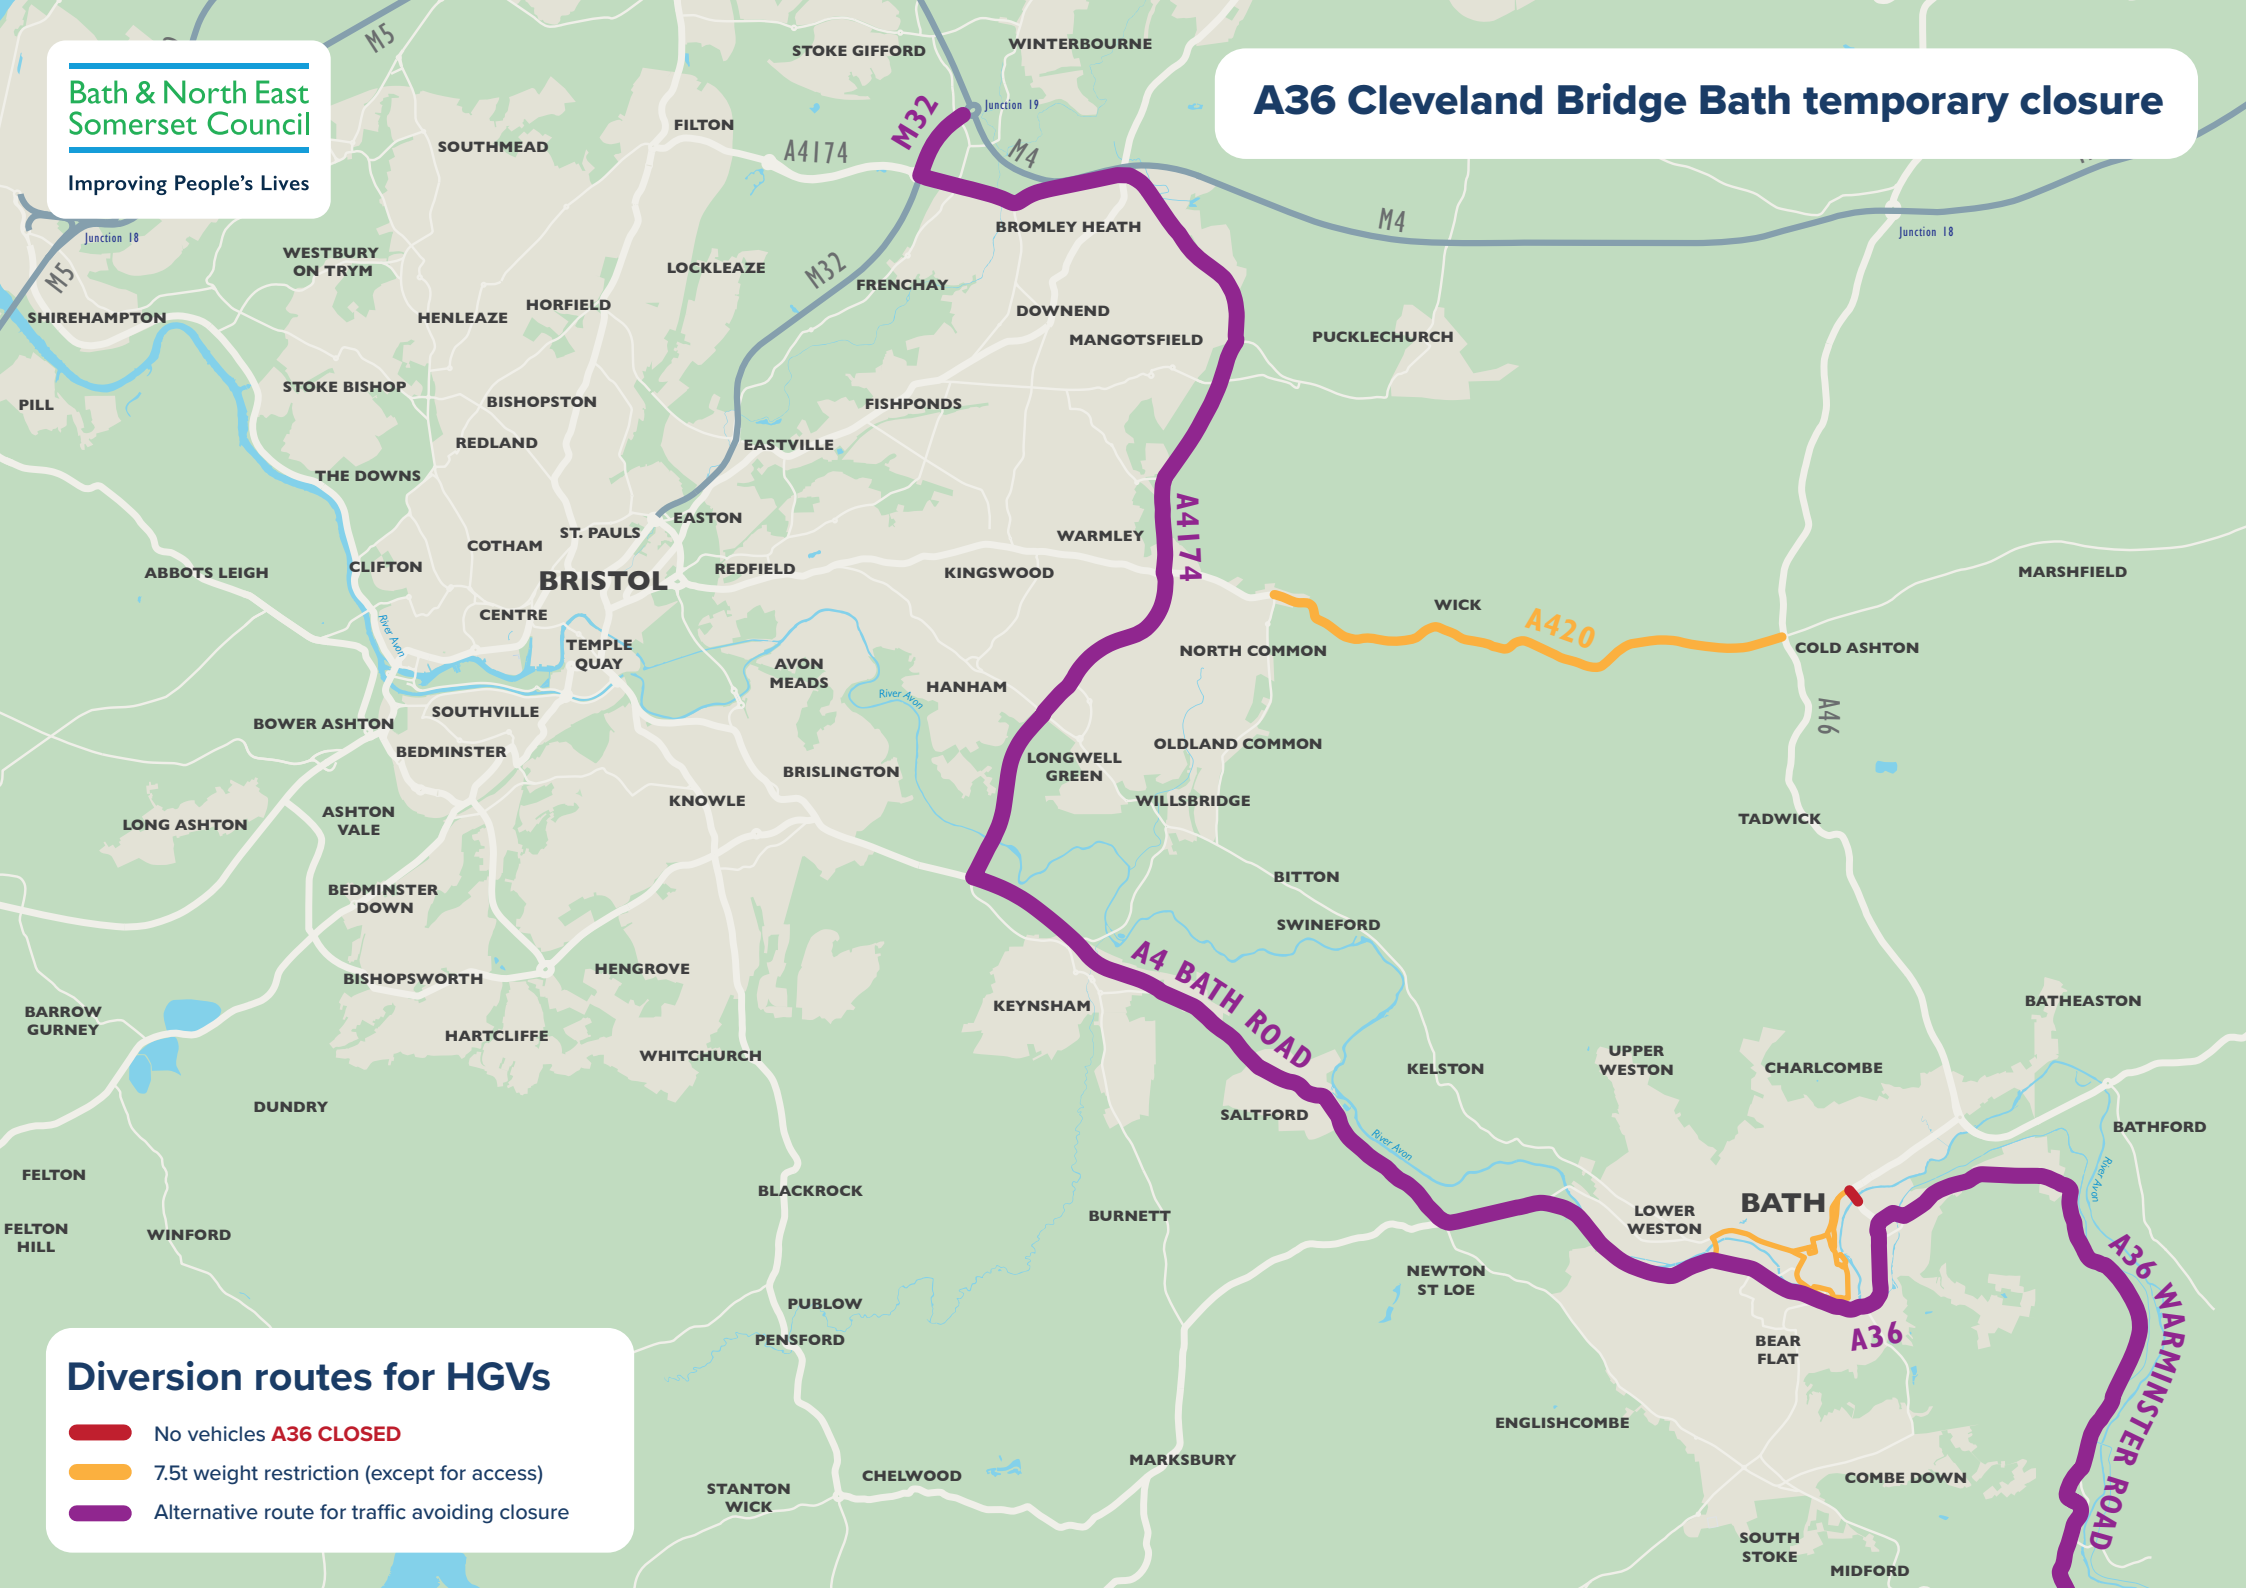 A36 Cleveland Bridge Bath temporary closure
Bath & North East
Somerset Council
Improving People's Lives
M5
STOKE GIFFORD
WINTERBOURNE
Junction 19
M32
FILTON
A4174
M4
SOUTHMEAD
M4
Junction 18
Junction 18
M5
WESTBURY
ON TRYM
LOCKLEAZE
M32
BROMLEY HEATH
FRENCHAY
SHIREHAMPTON
HENLEAZE
HORFIELD
DOWNEND
MANGOTSFIELD
PUCKLECHURCH
STOKE BISHOP
PILL
BISHOPSTON
FISHPONDS
REDLAND
EASTVILLE
THE DOWNS
A4174
EASTON
ST. PAULS
COTHAM
WARMLEY
ABBOTS LEIGH
CLIFTON
BRISTOL
REDFIELD
KINGSWOOD
MARSHFIELD
CENTRE
WICK
A420
River Avon
TEMPLE
QUAY
NORTH COMMON
COLD ASHTON
AVON
MEADS
River Avon
HANHAM
A46
BOWER ASHTON
SOUTHVILLE
BEDMINSTER
OLDLAND COMMON
LONGWELL
GREEN
BRISLINGTON
KNOWLE
WILLSBRIDGE
LONG ASHTON
ASHTON
VALE
TADWICK
BEDMINSTER
DOWN
BITTON
SWINEFORD
A4 BATH ROAD
BISHOPSWORTH
HENGROVE
KEYNSHAM
BATHEASTON
BARROW
GURNEY
HARTCLIFFE
WHITCHURCH
KELSTON
UPPER
WESTON
CHARLCOMBE
DUNDRY
SALTFORD
River Avon
BATHFORD
River Avon
FELTON
BLACKROCK
BURNETT
BATH
LOWER
WESTON
FELTON
HILL
WINFORD
NEWTON
ST LOE
A36 WARMINSTER ROAD
PUBLOW
PENSFORD
A36
BEAR
FLAT
ENGLISHCOMBE
MARKSBURY
CHELWOOD
STANTON
WICK
COMBE DOWN
SOUTH
STOKE
MIDFORD
Diversion routes for HGVs
No vehicles A36 CLOSED
7.5t weight restriction (except for access)
Alternative route for traffic avoiding closure